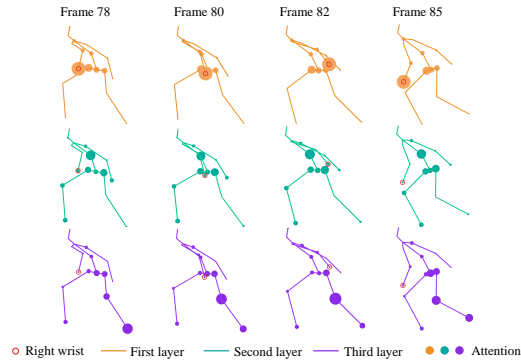 Frame 78 Frame 80 Frame 82 Frame 85
Right wrist First layer Second layer Third layer Attention